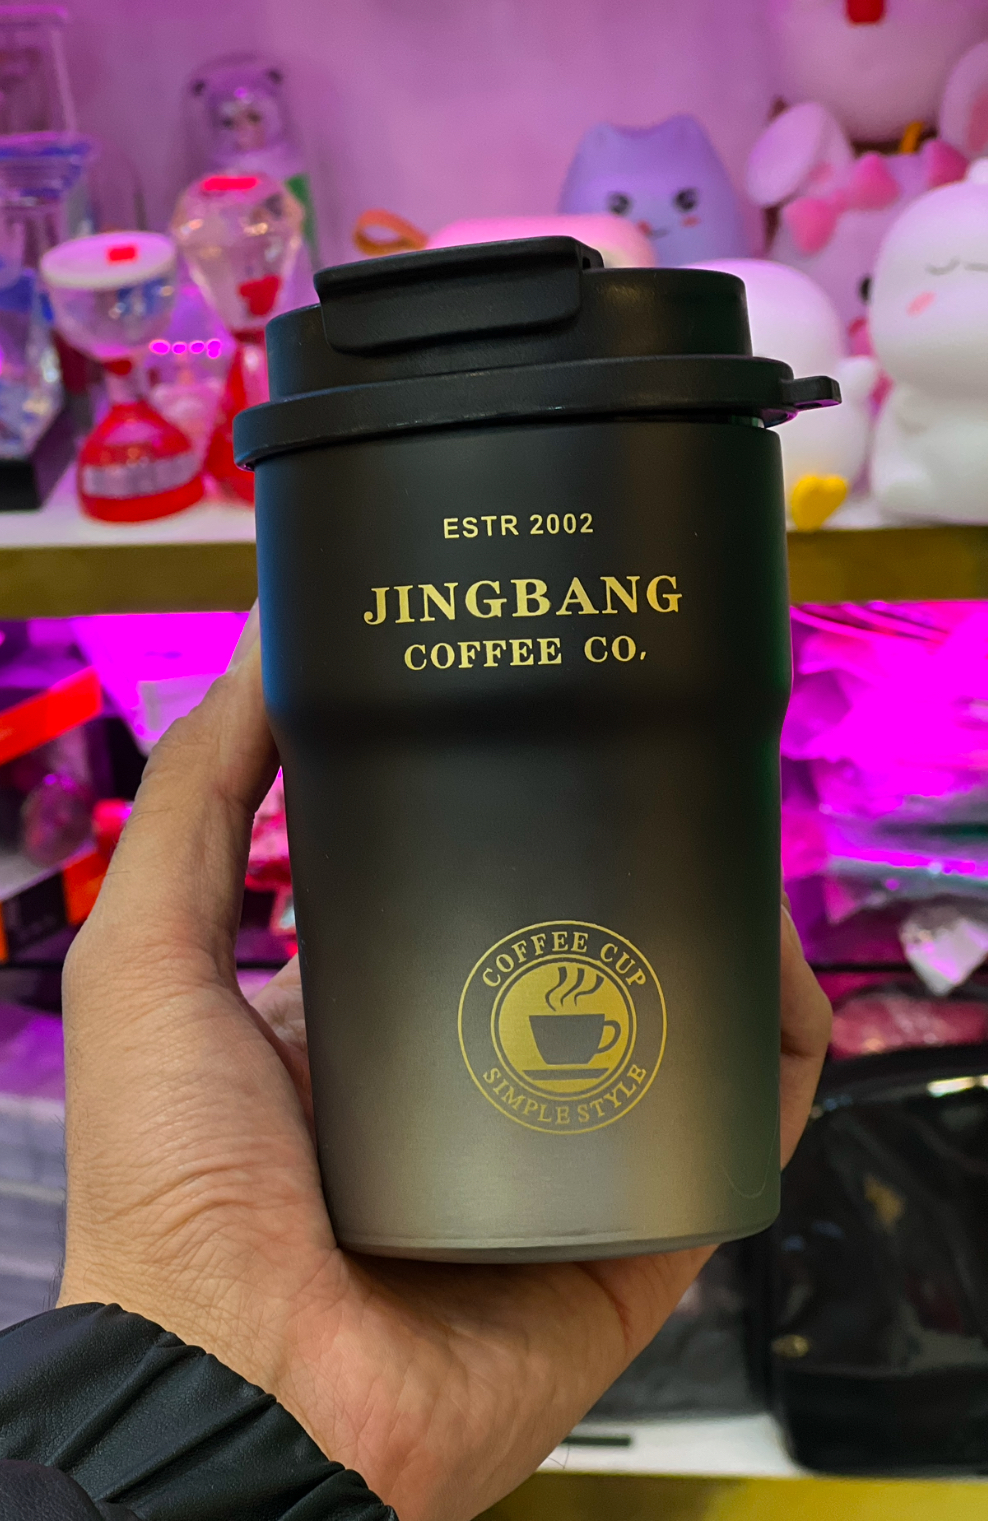 ESTR 2002
JINGBANG
COFFEE CO,
COFFEE CUP
SIMPLE STYLE